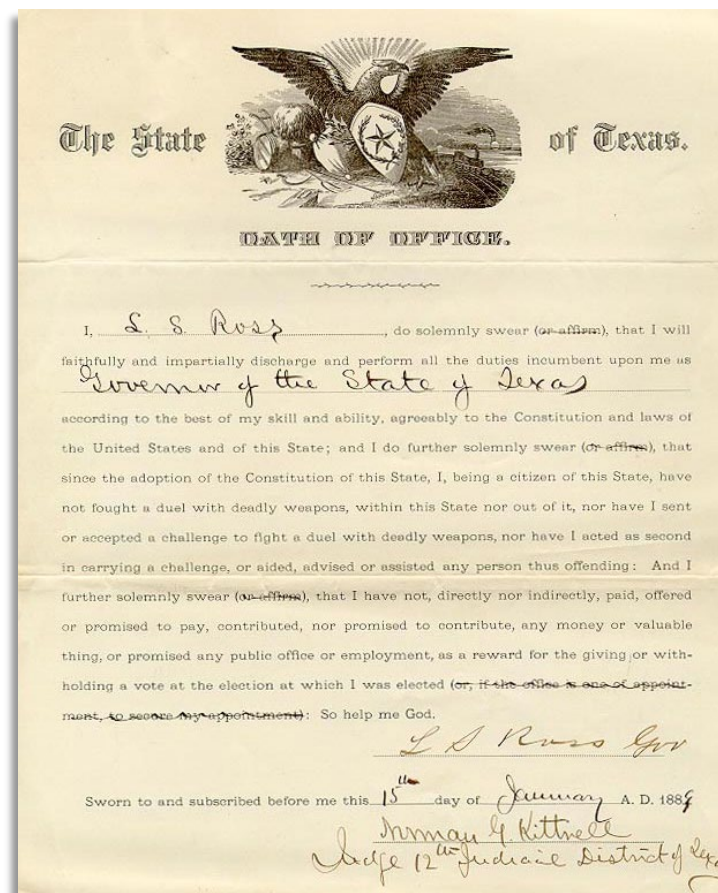 The State of Texas.
OATH OF OFFICE.
I, L. S. Ross, do solemnly swear (or affirm), that I will
faithfully and impartially discharge and perform all the duties incumbent upon me as
Governor of the State of Texas
according to the best of my skill and ability, agreeably to the Constitution and laws of
the United States and of this State; and I do further solemnly swear (or affirm), that
since the adoption of the Constitution of this State, I, being a citizen of this State, have
not fought a duel with deadly weapons, within this State nor out of it, nor have I sent
or accepted a challenge to fight a duel with deadly weapons, nor have I acted as second
in carrying a challenge, or aided, advised or assisted any person thus offending: And I
further solemnly swear (or affirm), that I have not, directly nor indirectly, paid, offered
or promised to pay, contributed, nor promised to contribute, any money or valuable
thing, or promised any public office or employment, as a reward for the giving or with-
holding a vote at the election at which I was elected (or, if the office is one of appoint-
ment, to secure my appointment): So help me God.
L S Ross Gov
Sworn to and subscribed before me this 15th day of January A. D. 1889
Norman G. Kittrell
Judge 12th Judicial District of Texas